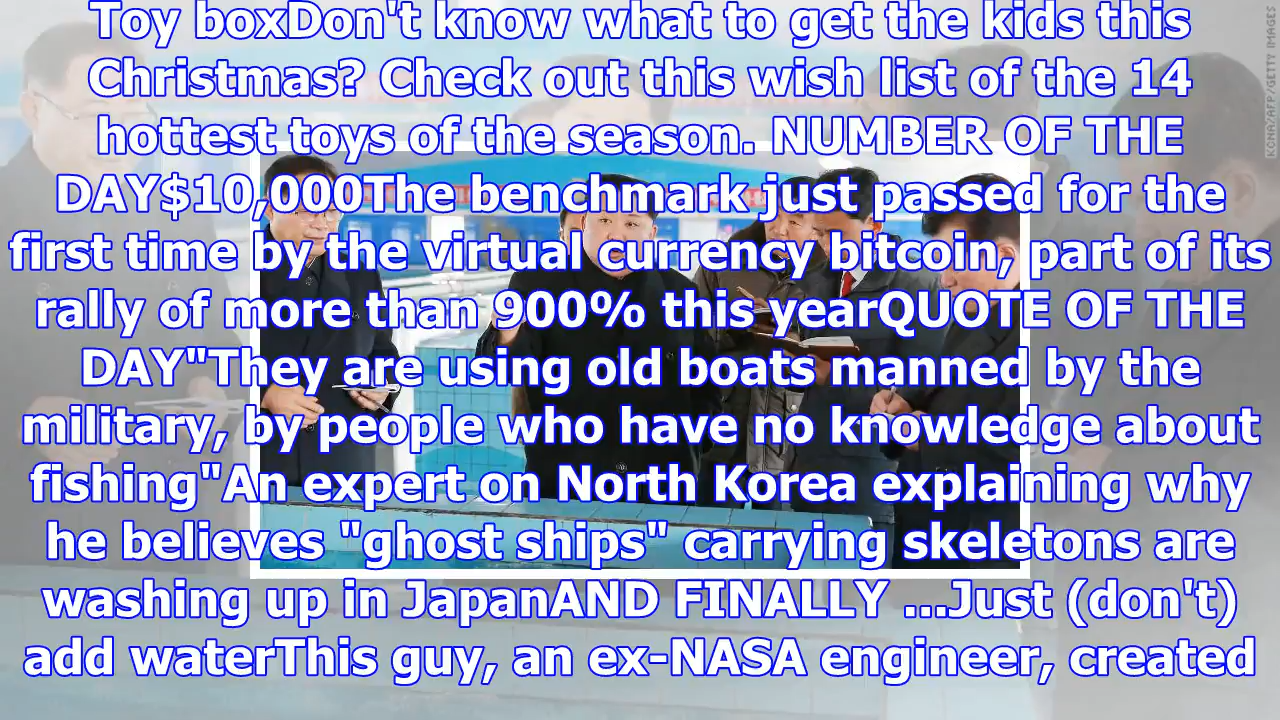 Toy boxDon't know what to get the kids this
Christmas? Check out this wish list of the 14
hottest toys of the season. NUMBER OF THE
DAY$10,000The benchmark just passed for the
first time by the virtual currency bitcoin, part of its
rally of more than 900% this yearQUOTE OF THE
DAY"They are using old boats manned by the
military, by people who have no knowledge about
fishing"An expert on North Korea explaining why
he believes "ghost ships" carrying skeletons are
washing up in JapanAND FINALLY ...Just (don't)
add waterThis guy, an ex-NASA engineer, created
KCNA/AFP/GETTY IMAGES